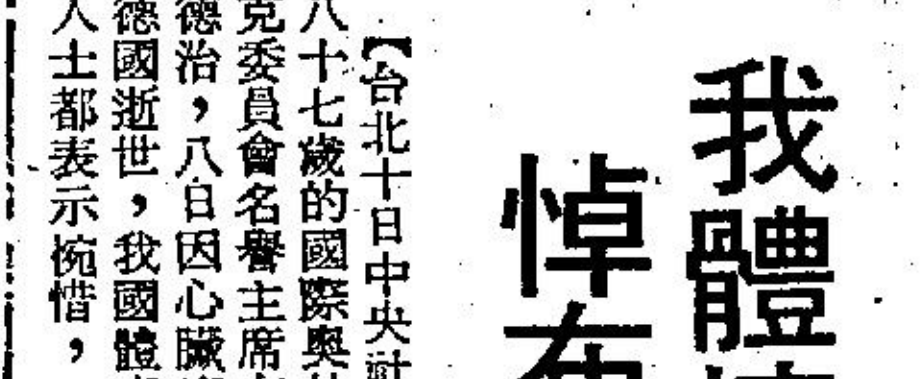 我體
悼
【台北十日中央社
八十七歲的國際奧
克委員會名譽主席
德治，八日因心臟
德國逝世，我國體
人士都表示惋惜，